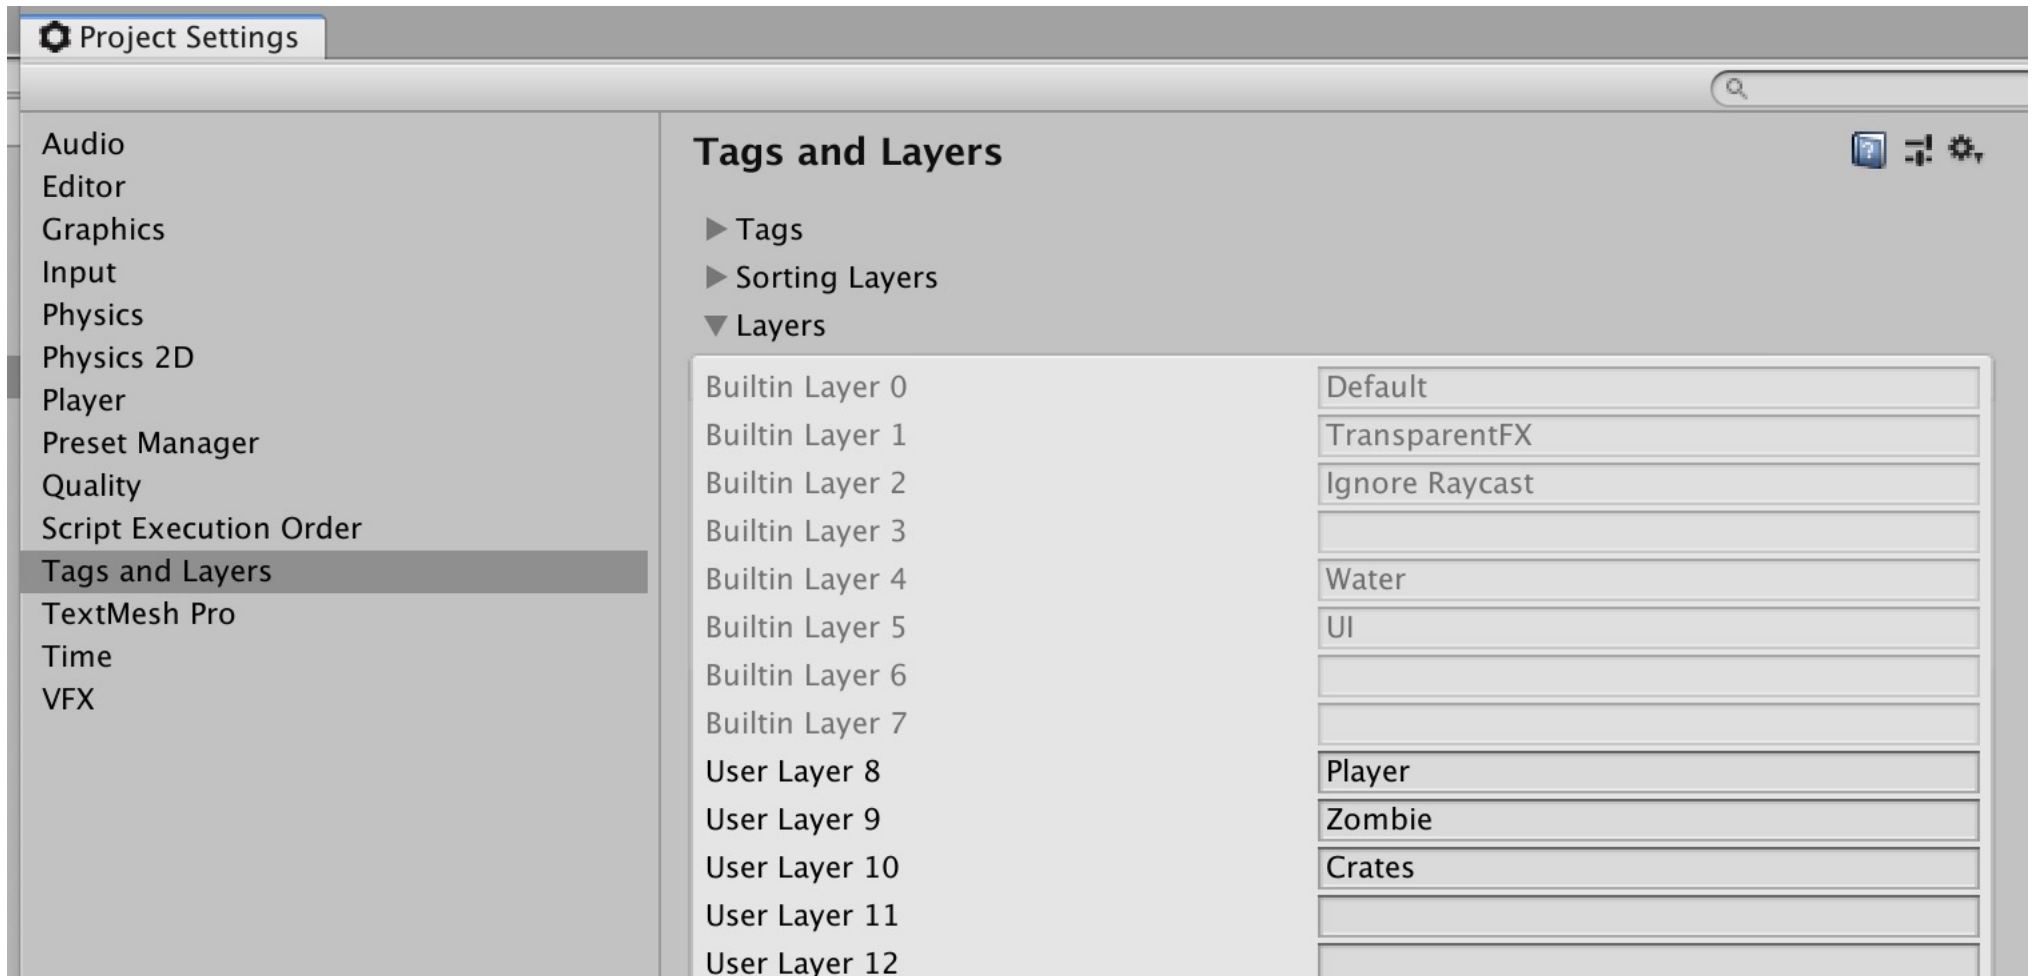 Project Settings
Audio
Editor
Graphics
Input
Physics
Physics 2D
Player
Preset Manager
Quality
Script Execution Order
Tags and Layers
TextMesh Pro
Time
VFX
Tags and Layers
Tags
Sorting Layers
Layers
Builtin Layer 0 Default
Builtin Layer 1 TransparentFX
Builtin Layer 2 Ignore Raycast
Builtin Layer 3
Builtin Layer 4 Water
Builtin Layer 5 UI
Builtin Layer 6
Builtin Layer 7
User Layer 8 Player
User Layer 9 Zombie
User Layer 10 Crates
User Layer 11
User Layer 12